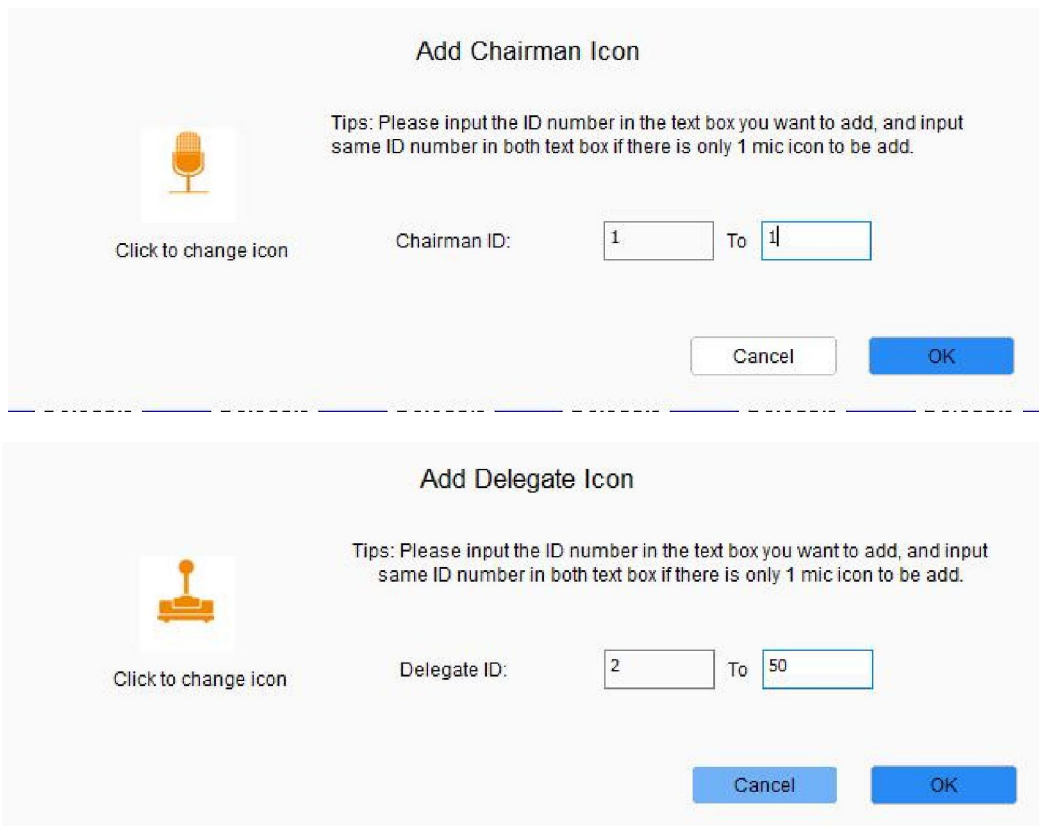 Add Chairman Icon
Tips: Please input the ID number in the text box you want to add, and input
same ID number in both text box if there is only 1 mic icon to be add.
Click to change icon
Chairman ID: 1 To 1
Cancel OK
Add Delegate Icon
Tips: Please input the ID number in the text box you want to add, and input
same ID number in both text box if there is only 1 mic icon to be add.
Click to change icon
Delegate ID: 2 To 50
Cancel OK